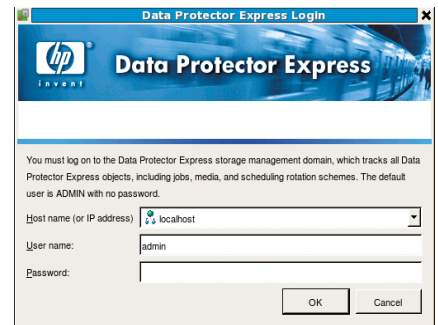 Data Protector Express Login
hp
invent
Data Protector Express
You must log on to the Data Protector Express storage management domain, which tracks all Data
Protector Express objects, including jobs, media, and scheduling rotation schemes. The default
user is ADMIN with no password.
Host name (or IP address)
localhost
User name:
admin
Password:
OK
Cancel